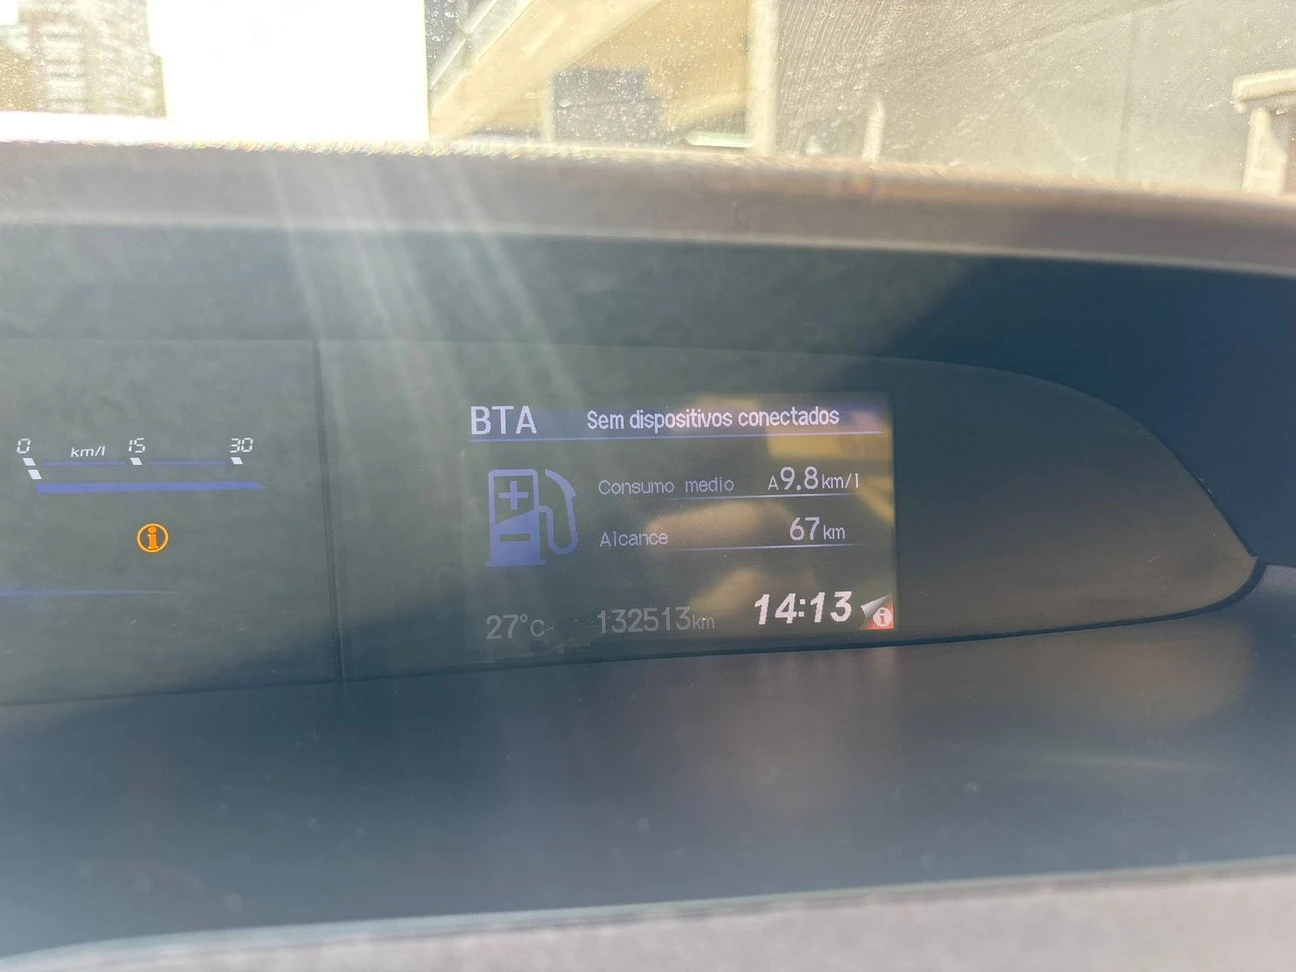 BTA Sem dispositivos conectados
0 km/l 15 30
Consumo medio A9.8km/l
Alcance 67km
27°C 132513km 14:13